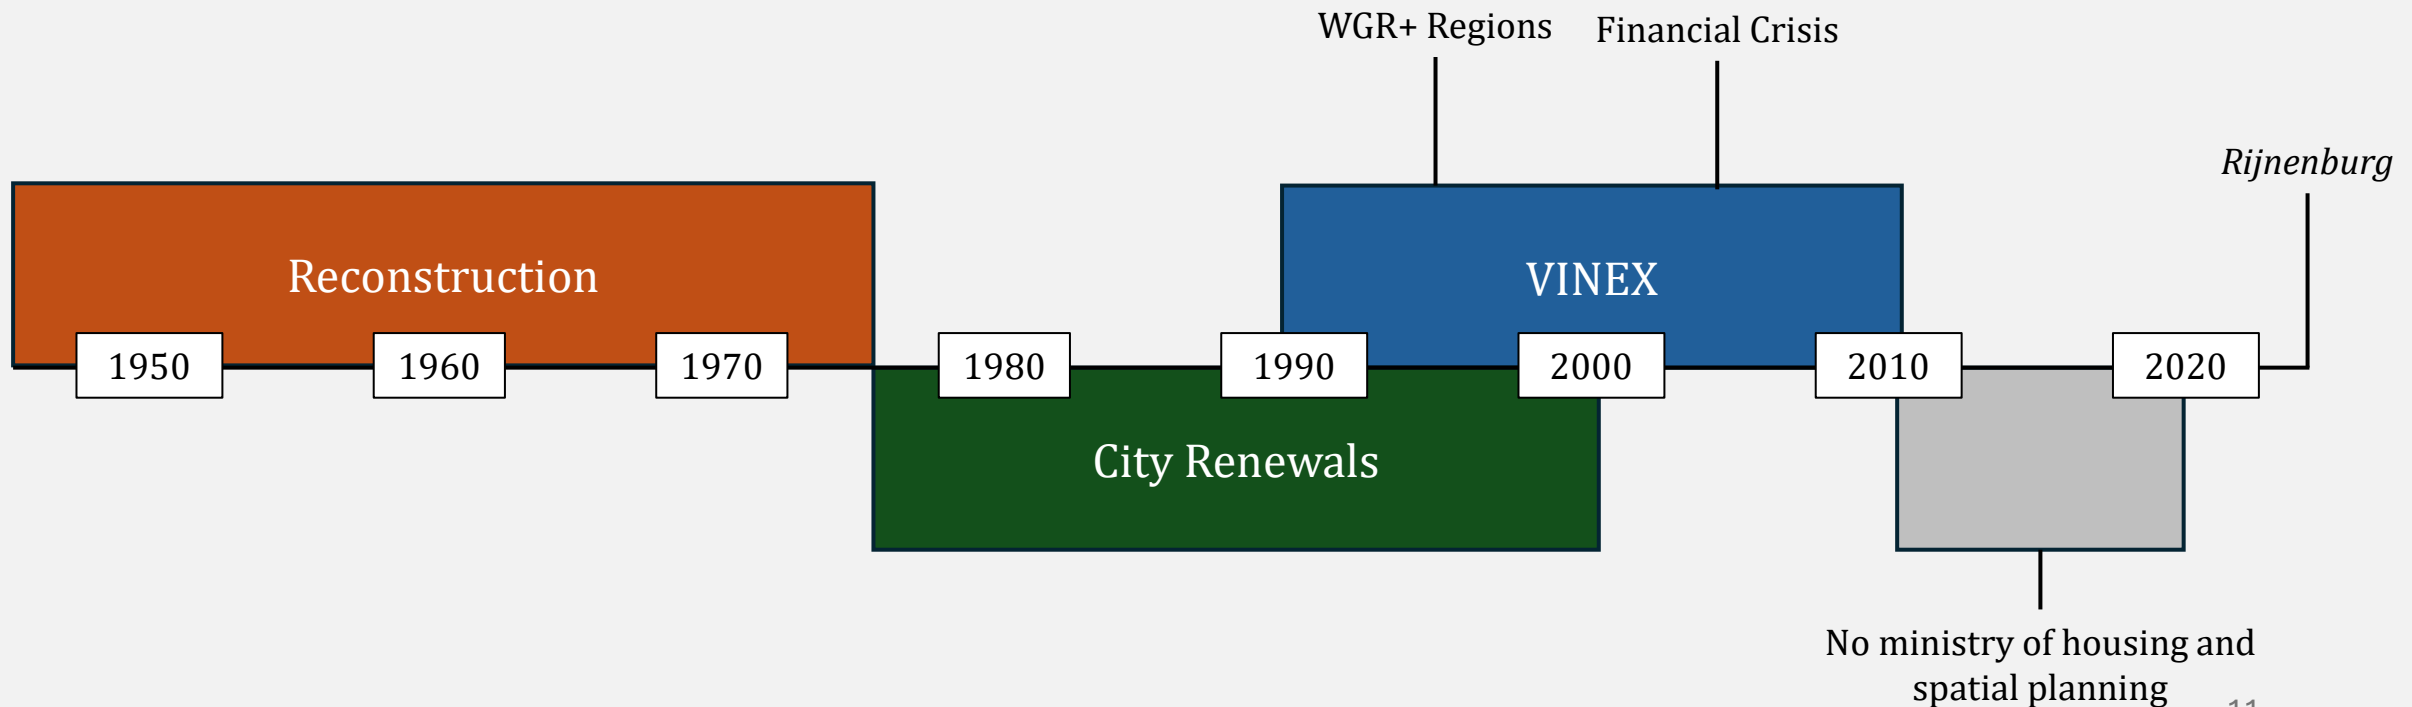 WGR+ Regions
Financial Crisis
Rijnenburg
Reconstruction
VINEX
1950
1960
1970
1980
1990
2000
2010
2020
City Renewals
No ministry of housing and
spatial planning
11